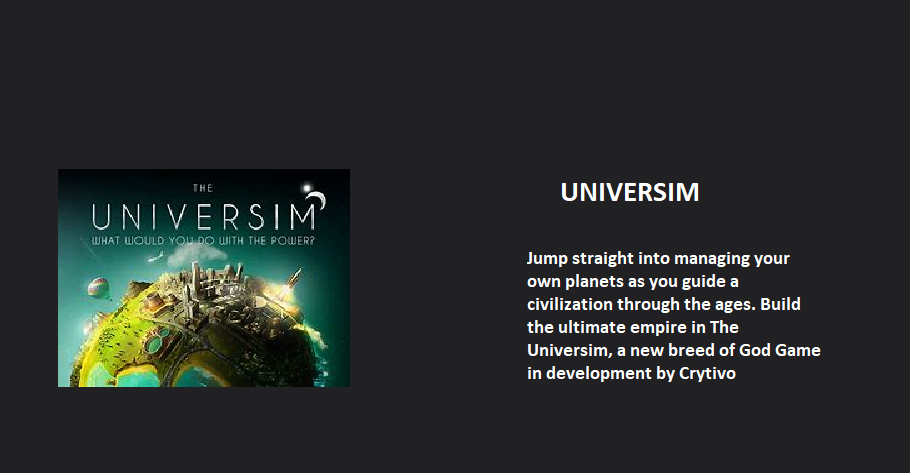 THE
UNIVERSIM
WHAT WOULD YOU DO WITH THE POWER?
UNIVERSIM
Jump straight into managing your
own planets as you guide a
civilization through the ages. Build
the ultimate empire in The
Universim, a new breed of God Game
in development by Crytivo